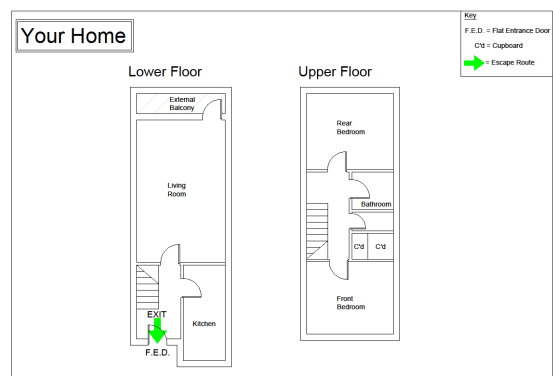 Your Home
Key
F.E.D. = Flat Entrance Door
C'd = Cupboard
= Escape Route
Lower Floor
Upper Floor
External
Balcony
Living
Room
EXIT
Kitchen
F.E.D.
Rear
Bedroom
Bathroom
C'd
C'd
Front
Bedroom